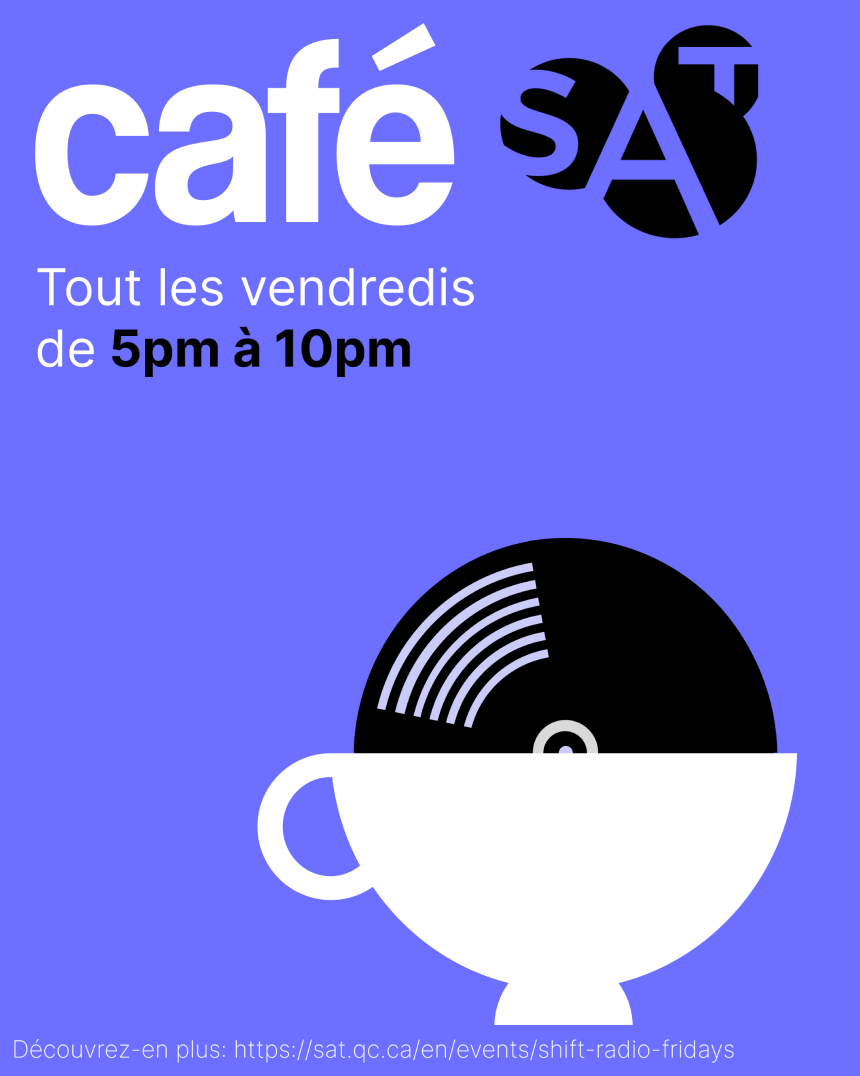 café SAT
Tout les vendredis
de 5pm à 10pm
Découvrez-en plus: https://sat.qc.ca/en/events/shift-radio-fridays